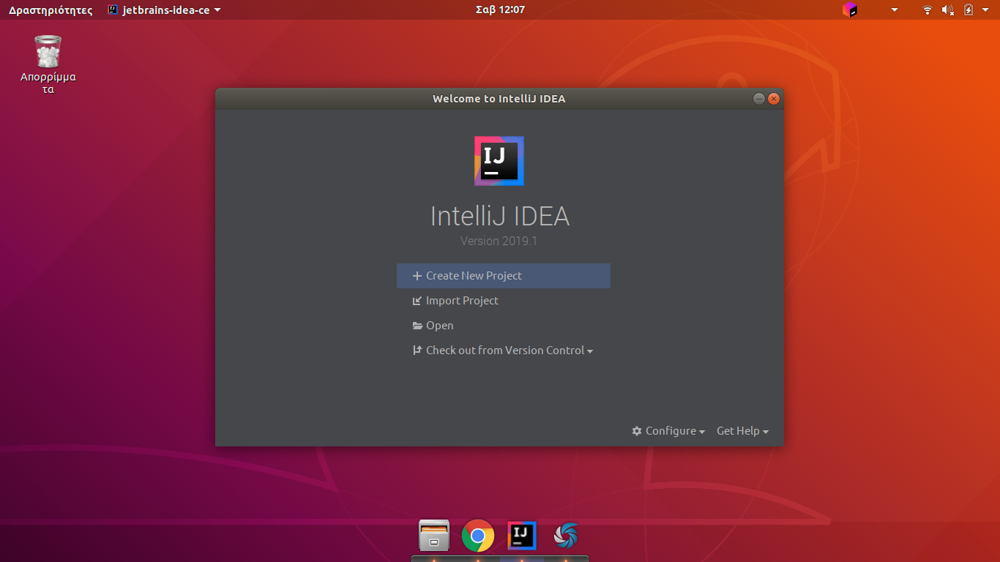 Δραστηριότητες jetbrains-idea-ce Σαβ 12:07
Απορρίμμα
τα
Welcome to IntelliJ IDEA
IJ
IntelliJ IDEA
Version 2019.1
Create New Project
Import Project
Open
Check out from Version Control
Configure Get Help
IJ